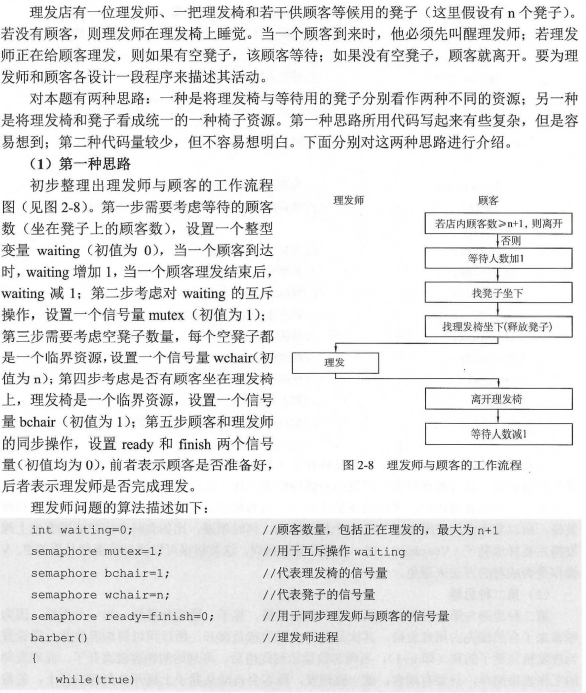 理发店有一位理发师、一把理发椅和若干供顾客等候用的凳子（这里假设有 n 个凳子）。
若没有顾客，则理发师在理发椅上睡觉。当一个顾客到来时，他必须先叫醒理发师；若理发
师正在给顾客理发，则如果有空凳子，该顾客等待；如果没有空凳子，顾客就离开。要为理
发师和顾客各设计一段程序来描述其活动。
对本题有两种思路：一种是将理发椅与等待用的凳子分别看作两种不同的资源；另一种
是将理发椅和凳子看成统一的一种椅子资源。第一种思路所用代码写起来有些复杂，但是容
易想到；第二种代码量较少，但不容易想明白。下面分别对这两种思路进行介绍。
（1）第一种思路
初步整理出理发师与顾客的工作流程
图（见图 2-8）。第一步需要考虑等待的顾客
数（坐在凳子上的顾客数），设置一个整型
变量 waiting（初值为 0），当一个顾客到达
时，waiting 增加 1，当一个顾客理发结束后，
waiting 减 1；第二步考虑对 waiting 的互斥
操作，设置一个信号量 mutex（初值为 1）；
第三步需要考虑空凳子数量，每个空凳子都
是一个临界资源，设置一个信号量 wchair（初
值为 n）；第四步考虑是否有顾客坐在理发椅
上，理发椅是一个临界资源，设置一个信号
量 bchair（初值为 1）；第五步顾客和理发师
的同步操作，设置 ready 和 finish 两个信号
量（初值均为 0），前者表示顾客是否准备好，
后者表示理发师是否完成理发。
理发师
顾客
若店内顾客数≥n+1，则离开
否则
等待人数加1
找凳子坐下
找理发椅坐下(释放凳子)
理发
离开理发椅
等待人数减1
图 2-8 理发师与顾客的工作流程
理发师问题的算法描述如下：
int waiting=0; //顾客数量，包括正在理发的，最大为 n+1
semaphore mutex=1; //用于互斥操作 waiting
semaphore bchair=1; //代表理发椅的信号量
semaphore wchair=n; //代表凳子的信号量
semaphore ready=finish=0; //用于同步理发师与顾客的信号量
barber() //理发师进程
{
while(true)